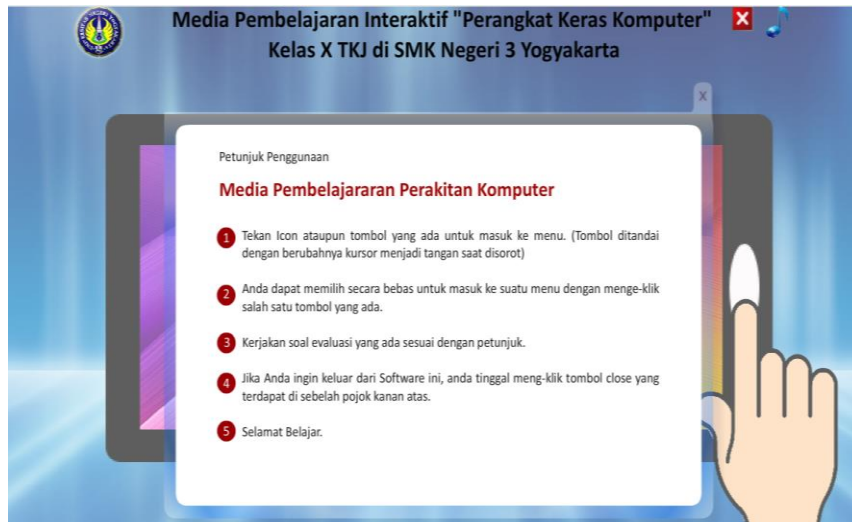 Media Pembelajaran Interaktif "Perangkat Keras Komputer"
Kelas X TKJ di SMK Negeri 3 Yogyakarta
X
Petunjuk Penggunaan
Media Pembelajararan Perakitan Komputer
1 Tekan Icon ataupun tombol yang ada untuk masuk ke menu. (Tombol ditandai
dengan berubahnya kursor menjadi tangan saat disorot)
2 Anda dapat memilih secara bebas untuk masuk ke suatu menu dengan menge-klik
salah satu tombol yang ada.
3 Kerjakan soal evaluasi yang ada sesuai dengan petunjuk.
4 Jika Anda ingin keluar dari Software ini, anda tinggal meng-klik tombol close yang
terdapat di sebelah pojok kanan atas.
5 Selamat Belajar.